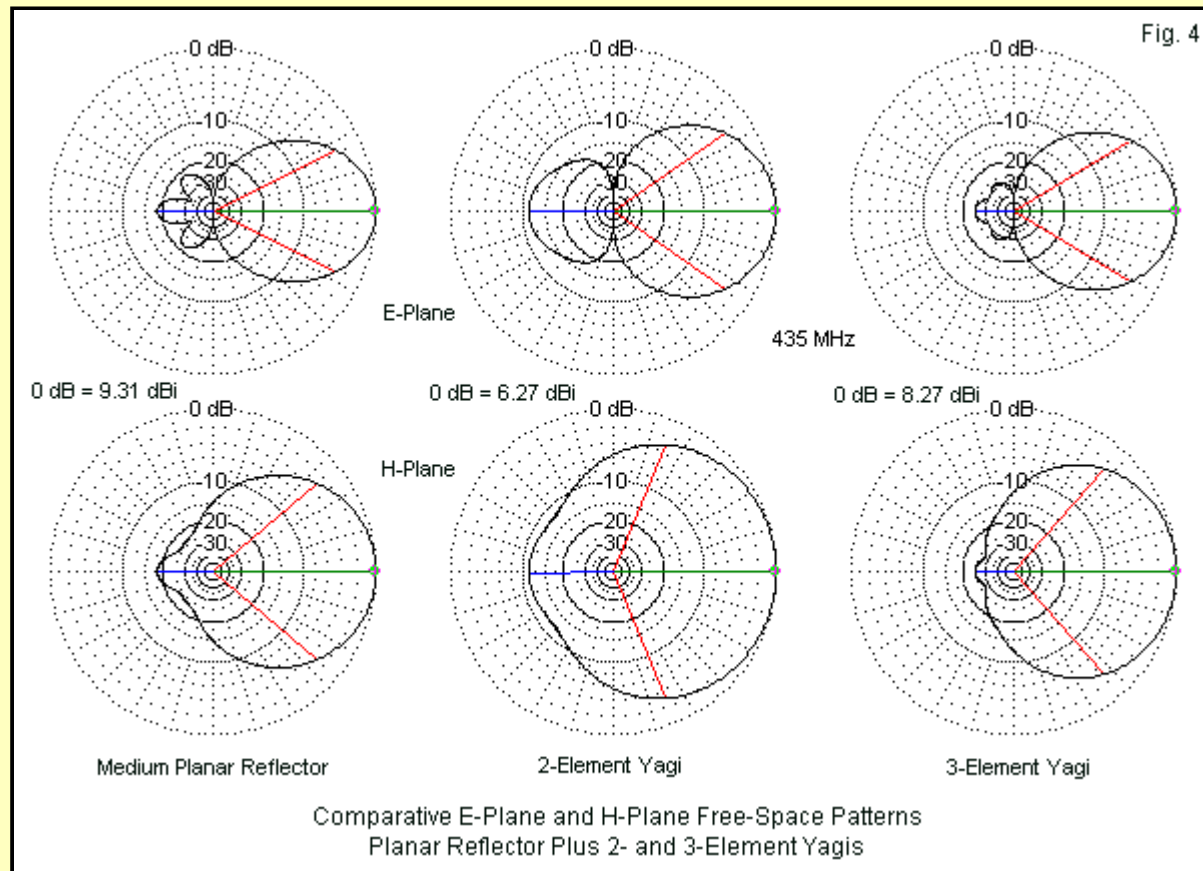 Fig. 4
0 dB
0 dB
0 dB
-10
-10
-10
20
30
20
30
20
30
E-Plane
435 MHz
0 dB = 9.31 dBi
0 dB = 6.27 dBi
0 dB = 8.27 dBi
0 dB
0 dB
0 dB
H-Plane
-10
-10
-10
-20
-30
-20
-30
-20
-30
Medium Planar Reflector
2-Element Yagi
3-Element Yagi
Comparative E-Plane and H-Plane Free-Space Patterns
Planar Reflector Plus 2- and 3-Element Yagis